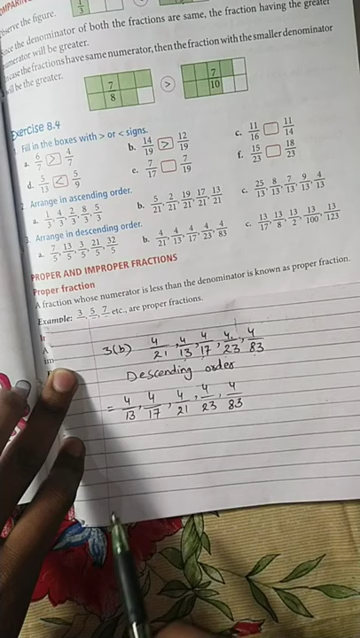 bserve the figure.
nce the denominator of both the fractions are same, the fraction having the greater
umerator will be greater.
case the fractions have same numerator, then the fraction with the smaller denominator
ill be the greater.
7/8 > 7/10
Exercise 8.4
Fill in the boxes with > or < signs.
a. 6/7 > 4/7 b. 14/19 > 12/19 c. 11/16 □ 11/14
d. 5/13 < 5/9 e. 7/17 □ 7/19 f. 15/23 □ 18/23
Arrange in ascending order.
a. 1/3, 4/3, 2/3, 8/3, 5/3 b. 5/21, 2/21, 19/21, 17/21, 13/21 c. 25/13, 8/13, 7/13, 9/13, 4/13
Arrange in descending order.
a. 7/5, 13/5, 3/5, 21/5, 32/5 b. 4/21, 4/13, 4/17, 4/23, 4/83 c. 13/17, 13/8, 13/2, 13/100, 13/123
PROPER AND IMPROPER FRACTIONS
Proper fraction
A fraction whose numerator is less than the denominator is known as proper fraction.
Example: 3, 5, 7 etc., are proper fractions.
3(b) 4/21, 4/13, 4/17, 4/23, 4/83
Descending order
= 4/13, 4/17, 4/21, 4/23, 4/83